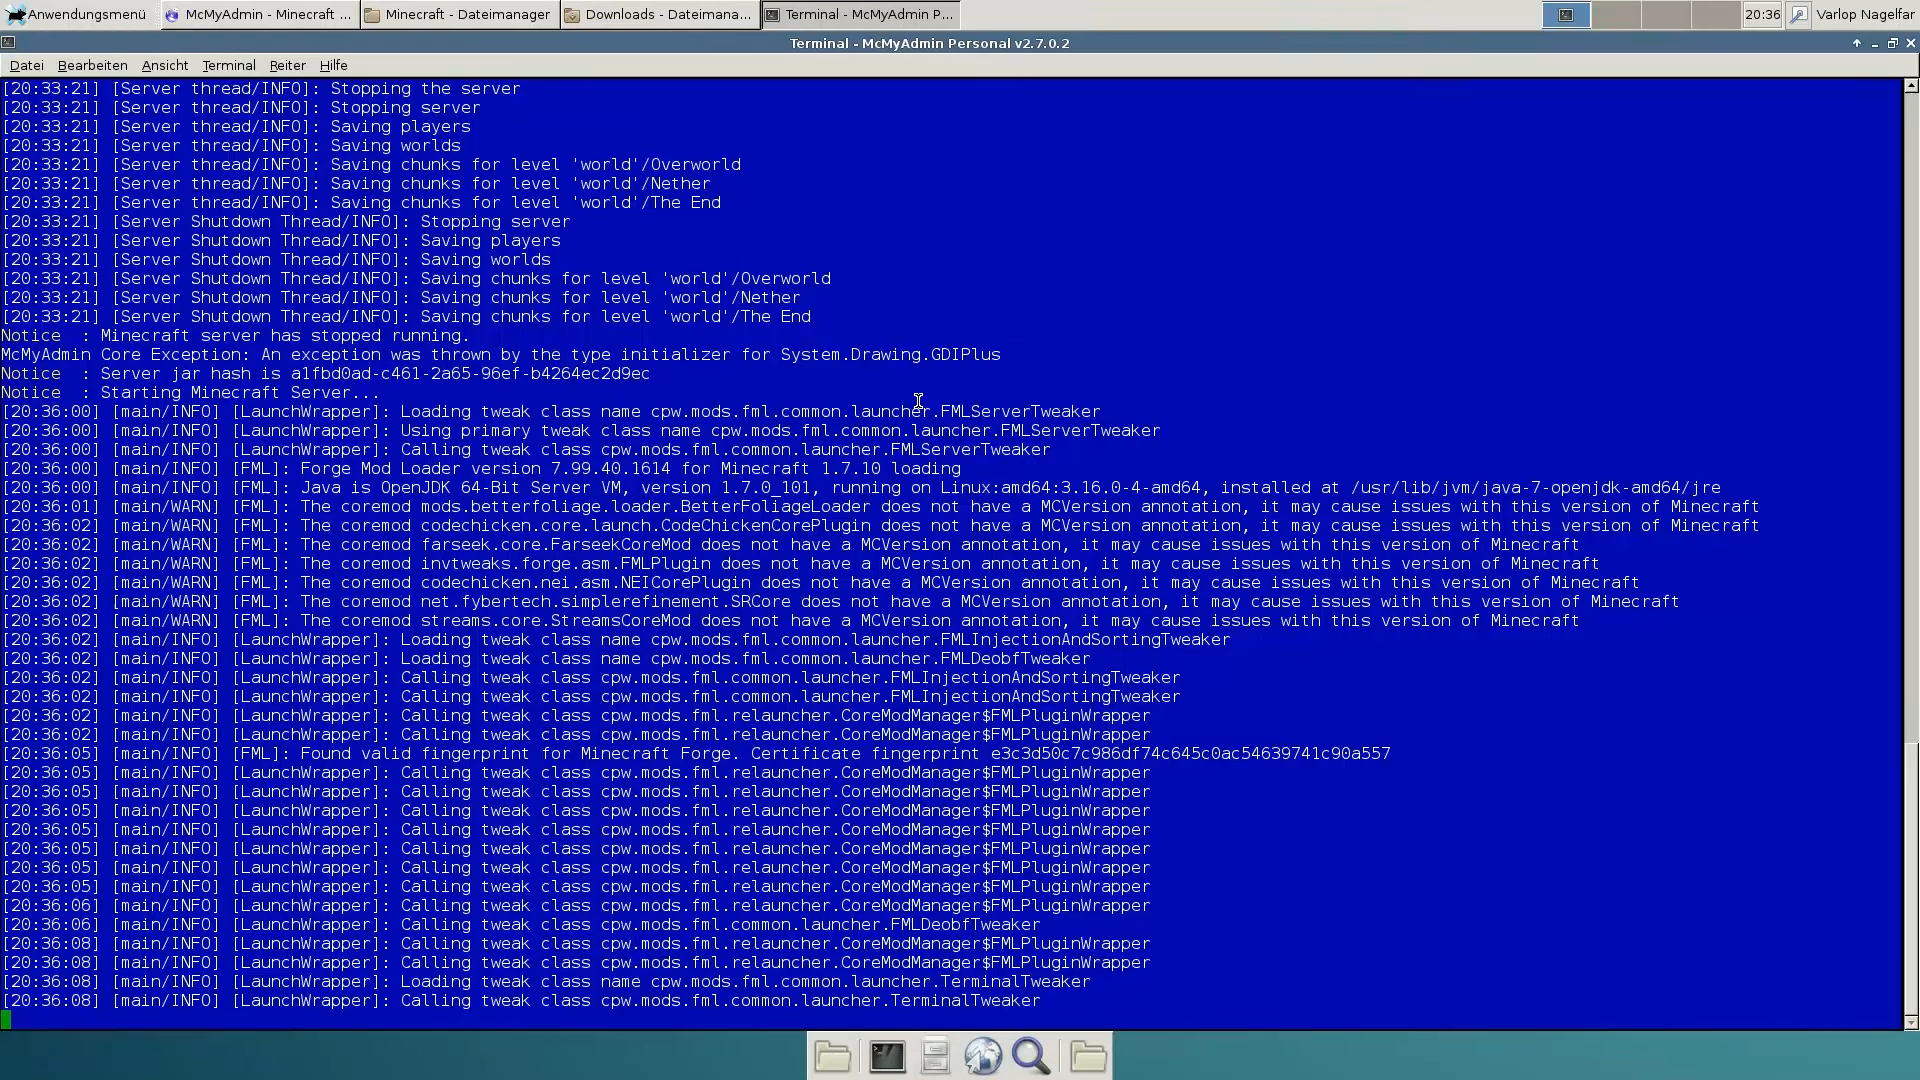 Anwendungsmenü
McMyAdmin - Minecraft ...
Minecraft - Dateimanager
Downloads - Dateimana...
Terminal - McMyAdmin P...
20:36
Varlop Nagelfar
Terminal - McMyAdmin Personal v2.7.0.2
Datei Bearbeiten Ansicht Terminal Reiter Hilfe
[20:33:21] [Server thread/INFO]: Stopping the server
[20:33:21] [Server thread/INFO]: Stopping server
[20:33:21] [Server thread/INFO]: Saving players
[20:33:21] [Server thread/INFO]: Saving worlds
[20:33:21] [Server thread/INFO]: Saving chunks for level 'world'/Overworld
[20:33:21] [Server thread/INFO]: Saving chunks for level 'world'/Nether
[20:33:21] [Server thread/INFO]: Saving chunks for level 'world'/The End
[20:33:21] [Server Shutdown Thread/INFO]: Stopping server
[20:33:21] [Server Shutdown Thread/INFO]: Saving players
[20:33:21] [Server Shutdown Thread/INFO]: Saving worlds
[20:33:21] [Server Shutdown Thread/INFO]: Saving chunks for level 'world'/Overworld
[20:33:21] [Server Shutdown Thread/INFO]: Saving chunks for level 'world'/Nether
[20:33:21] [Server Shutdown Thread/INFO]: Saving chunks for level 'world'/The End
Notice  : Minecraft server has stopped running.
McMyAdmin Core Exception: An exception was thrown by the type initializer for System.Drawing.GDIPlus
Notice  : Server jar hash is a1fbd0ad-c461-2a65-96ef-b4264ec2d9ec
Notice  : Starting Minecraft Server...
[20:36:00] [main/INFO] [LaunchWrapper]: Loading tweak class name cpw.mods.fml.common.launcher.FMLServerTweaker
[20:36:00] [main/INFO] [LaunchWrapper]: Using primary tweak class name cpw.mods.fml.common.launcher.FMLServerTweaker
[20:36:00] [main/INFO] [LaunchWrapper]: Calling tweak class cpw.mods.fml.common.launcher.FMLServerTweaker
[20:36:00] [main/INFO] [FML]: Forge Mod Loader version 7.99.40.1614 for Minecraft 1.7.10 loading
[20:36:00] [main/INFO] [FML]: Java is OpenJDK 64-Bit Server VM, version 1.7.0_101, running on Linux:amd64:3.16.0-4-amd64, installed at /usr/lib/jvm/java-7-openjdk-amd64/jre
[20:36:01] [main/WARN] [FML]: The coremod mods.betterfoliage.loader.BetterFoliageLoader does not have a MCVersion annotation, it may cause issues with this version of Minecraft
[20:36:02] [main/WARN] [FML]: The coremod codechicken.core.launch.CodeChickenCorePlugin does not have a MCVersion annotation, it may cause issues with this version of Minecraft
[20:36:02] [main/WARN] [FML]: The coremod farseek.core.FarseekCoreMod does not have a MCVersion annotation, it may cause issues with this version of Minecraft
[20:36:02] [main/WARN] [FML]: The coremod invtweaks.forge.asm.FMLPlugin does not have a MCVersion annotation, it may cause issues with this version of Minecraft
[20:36:02] [main/WARN] [FML]: The coremod codechicken.nei.asm.NEICorePlugin does not have a MCVersion annotation, it may cause issues with this version of Minecraft
[20:36:02] [main/WARN] [FML]: The coremod net.fybertech.simplerefinement.SRCore does not have a MCVersion annotation, it may cause issues with this version of Minecraft
[20:36:02] [main/WARN] [FML]: The coremod streams.core.StreamsCoreMod does not have a MCVersion annotation, it may cause issues with this version of Minecraft
[20:36:02] [main/INFO] [LaunchWrapper]: Loading tweak class name cpw.mods.fml.common.launcher.FMLInjectionAndSortingTweaker
[20:36:02] [main/INFO] [LaunchWrapper]: Loading tweak class name cpw.mods.fml.common.launcher.FMLDeobfTweaker
[20:36:02] [main/INFO] [LaunchWrapper]: Calling tweak class cpw.mods.fml.common.launcher.FMLInjectionAndSortingTweaker
[20:36:02] [main/INFO] [LaunchWrapper]: Calling tweak class cpw.mods.fml.common.launcher.FMLInjectionAndSortingTweaker
[20:36:02] [main/INFO] [LaunchWrapper]: Calling tweak class cpw.mods.fml.relauncher.CoreModManager$FMLPluginWrapper
[20:36:02] [main/INFO] [LaunchWrapper]: Calling tweak class cpw.mods.fml.relauncher.CoreModManager$FMLPluginWrapper
[20:36:05] [main/INFO] [FML]: Found valid fingerprint for Minecraft Forge. Certificate fingerprint e3c3d50c7c986df74c645c0ac54639741c90a557
[20:36:05] [main/INFO] [LaunchWrapper]: Calling tweak class cpw.mods.fml.relauncher.CoreModManager$FMLPluginWrapper
[20:36:05] [main/INFO] [LaunchWrapper]: Calling tweak class cpw.mods.fml.relauncher.CoreModManager$FMLPluginWrapper
[20:36:05] [main/INFO] [LaunchWrapper]: Calling tweak class cpw.mods.fml.relauncher.CoreModManager$FMLPluginWrapper
[20:36:05] [main/INFO] [LaunchWrapper]: Calling tweak class cpw.mods.fml.relauncher.CoreModManager$FMLPluginWrapper
[20:36:05] [main/INFO] [LaunchWrapper]: Calling tweak class cpw.mods.fml.relauncher.CoreModManager$FMLPluginWrapper
[20:36:05] [main/INFO] [LaunchWrapper]: Calling tweak class cpw.mods.fml.relauncher.CoreModManager$FMLPluginWrapper
[20:36:05] [main/INFO] [LaunchWrapper]: Calling tweak class cpw.mods.fml.relauncher.CoreModManager$FMLPluginWrapper
[20:36:06] [main/INFO] [LaunchWrapper]: Calling tweak class cpw.mods.fml.relauncher.CoreModManager$FMLPluginWrapper
[20:36:06] [main/INFO] [LaunchWrapper]: Calling tweak class cpw.mods.fml.common.launcher.FMLDeobfTweaker
[20:36:08] [main/INFO] [LaunchWrapper]: Calling tweak class cpw.mods.fml.relauncher.CoreModManager$FMLPluginWrapper
[20:36:08] [main/INFO] [LaunchWrapper]: Calling tweak class cpw.mods.fml.relauncher.CoreModManager$FMLPluginWrapper
[20:36:08] [main/INFO] [LaunchWrapper]: Loading tweak class name cpw.mods.fml.common.launcher.TerminalTweaker
[20:36:08] [main/INFO] [LaunchWrapper]: Calling tweak class cpw.mods.fml.common.launcher.TerminalTweaker